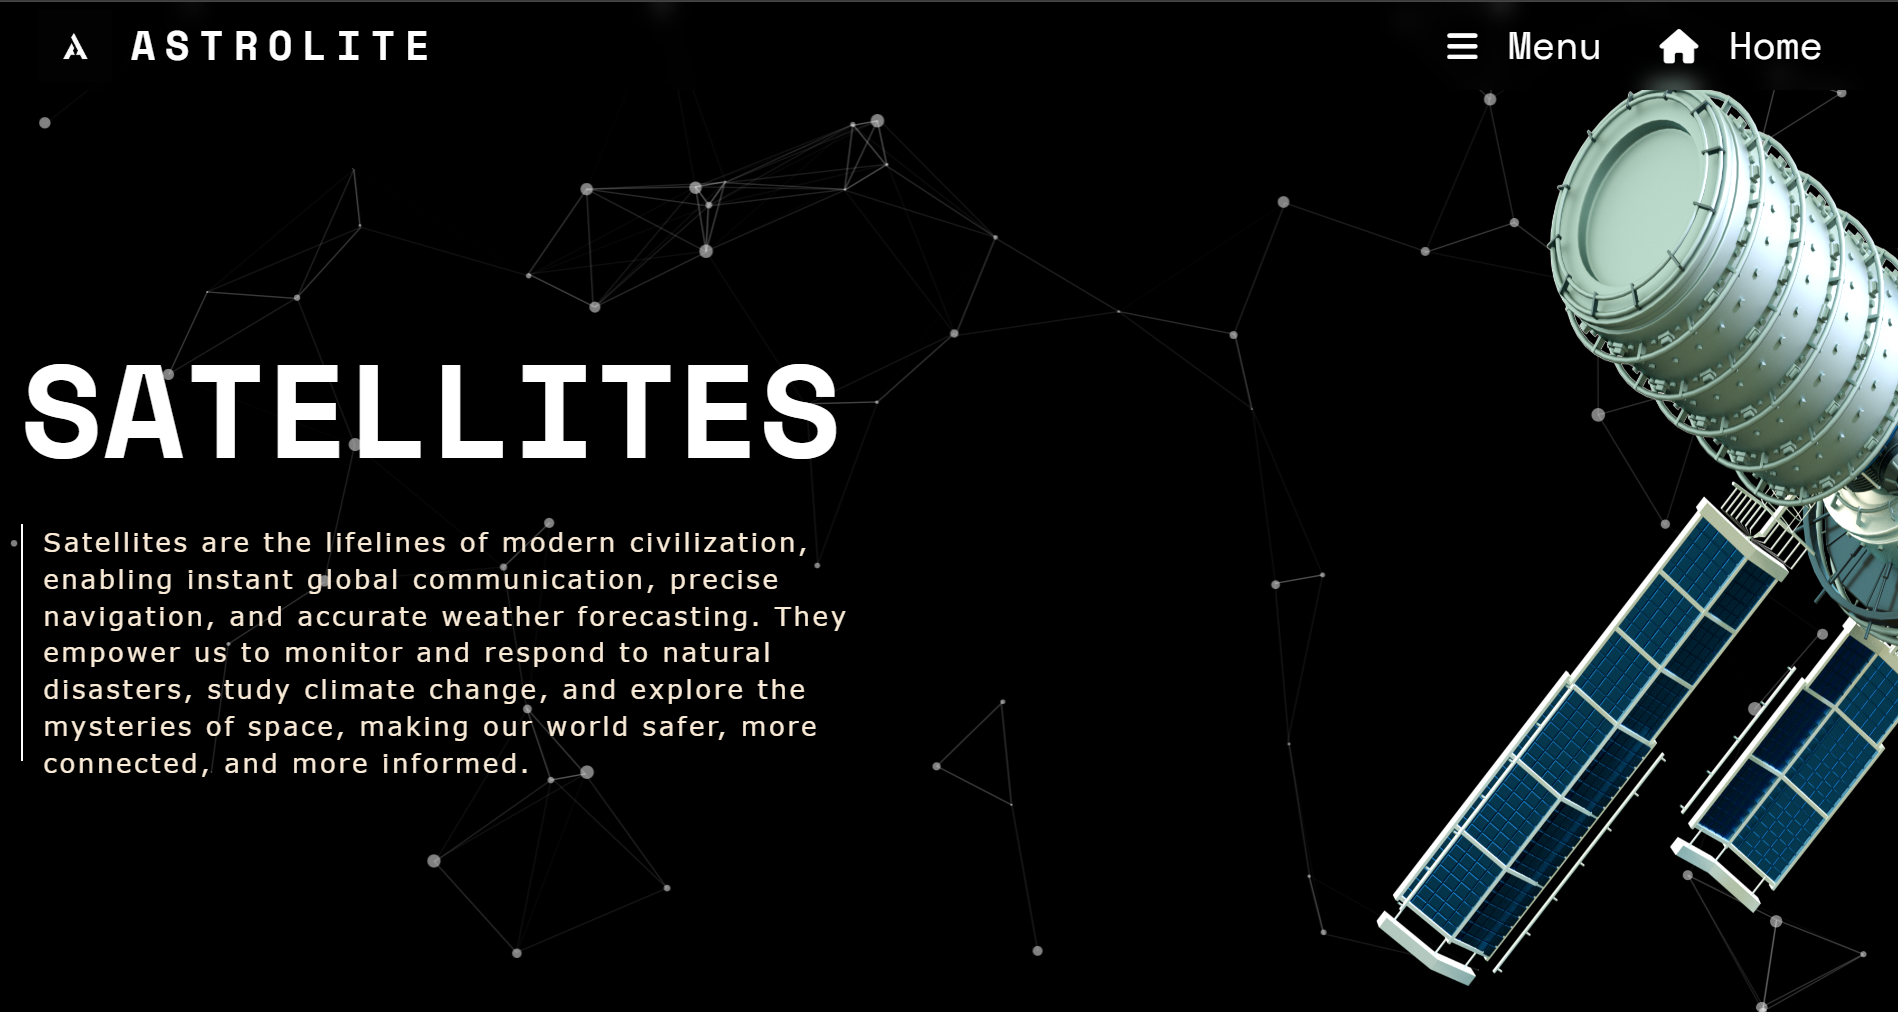 ASTROLITE
Menu
Home
SATELLITES
Satellites are the lifelines of modern civilization,
enabling instant global communication, precise
navigation, and accurate weather forecasting. They
empower us to monitor and respond to natural
disasters, study climate change, and explore the
mysteries of space, making our world safer, more
connected, and more informed.